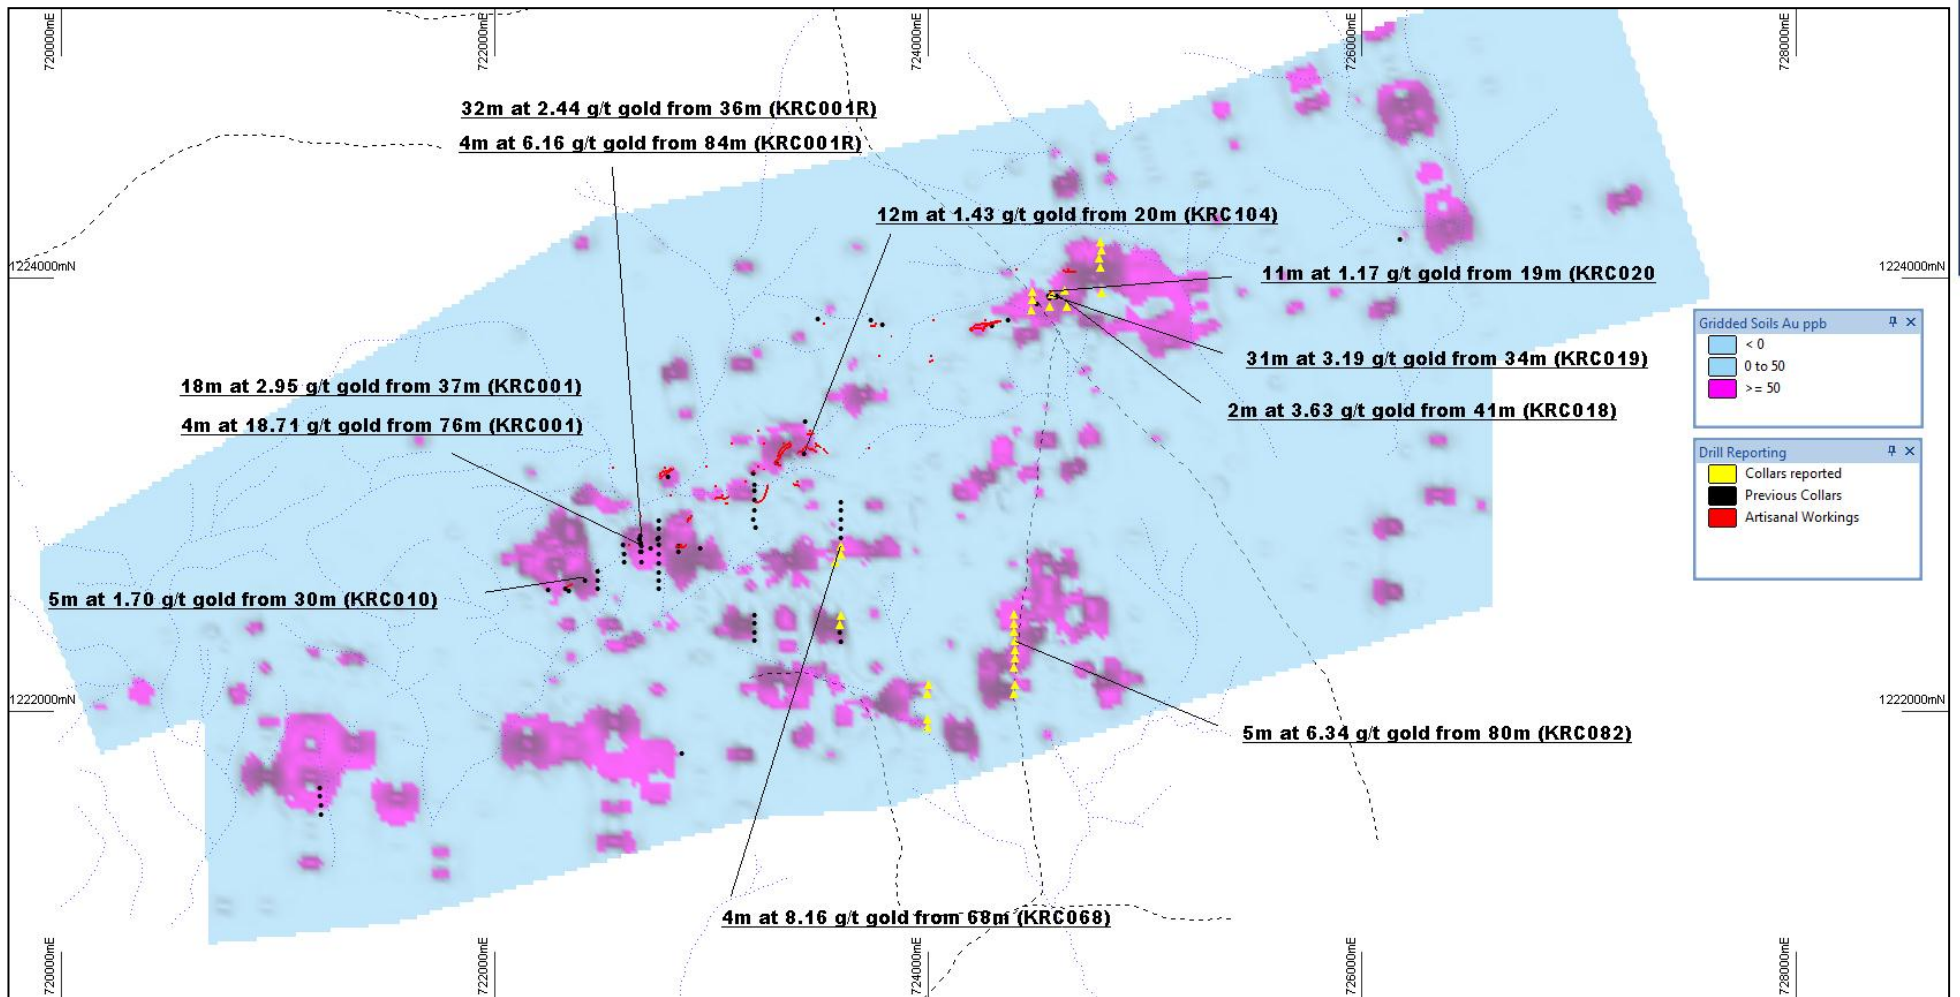 720000mE
722000mE
724000mE
726000mE
728000mE
32m at 2.44 g/t gold from 36m (KRC001R)
4m at 6.16 g/t gold from 84m (KRC001R)
12m at 1.43 g/t gold from 20m (KRC104)
1224000mN
1224000mN
11m at 1.17 g/t gold from 19m (KRC020
Gridded Soils Au ppb
< 0
0 to 50
>= 50
31m at 3.19 g/t gold from 34m (KRC019)
18m at 2.95 g/t gold from 37m (KRC001)
2m at 3.63 g/t gold from 41m (KRC018)
4m at 18.71 g/t gold from 76m (KRC001)
Drill Reporting
Collars reported
Previous Collars
Artisanal Workings
5m at 1.70 g/t gold from 30m (KRC010)
1222000mN
1222000mN
5m at 6.34 g/t gold from 80m (KRC082)
4m at 8.16 g/t gold from 68m (KRC068)
720000mE
722000mE
724000mE
726000mE
728000mE